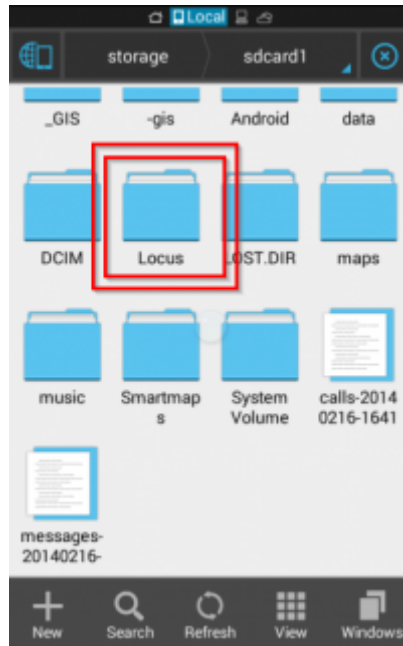 Local
storage
sdcard1
_GIS
-gis
Android
data
DCIM
Locus
LOST.DIR
maps
music
Smartmap
s
System
Volume
calls-2014
0216-1641
messages-
20140216-
New
Search
Refresh
View
Windows